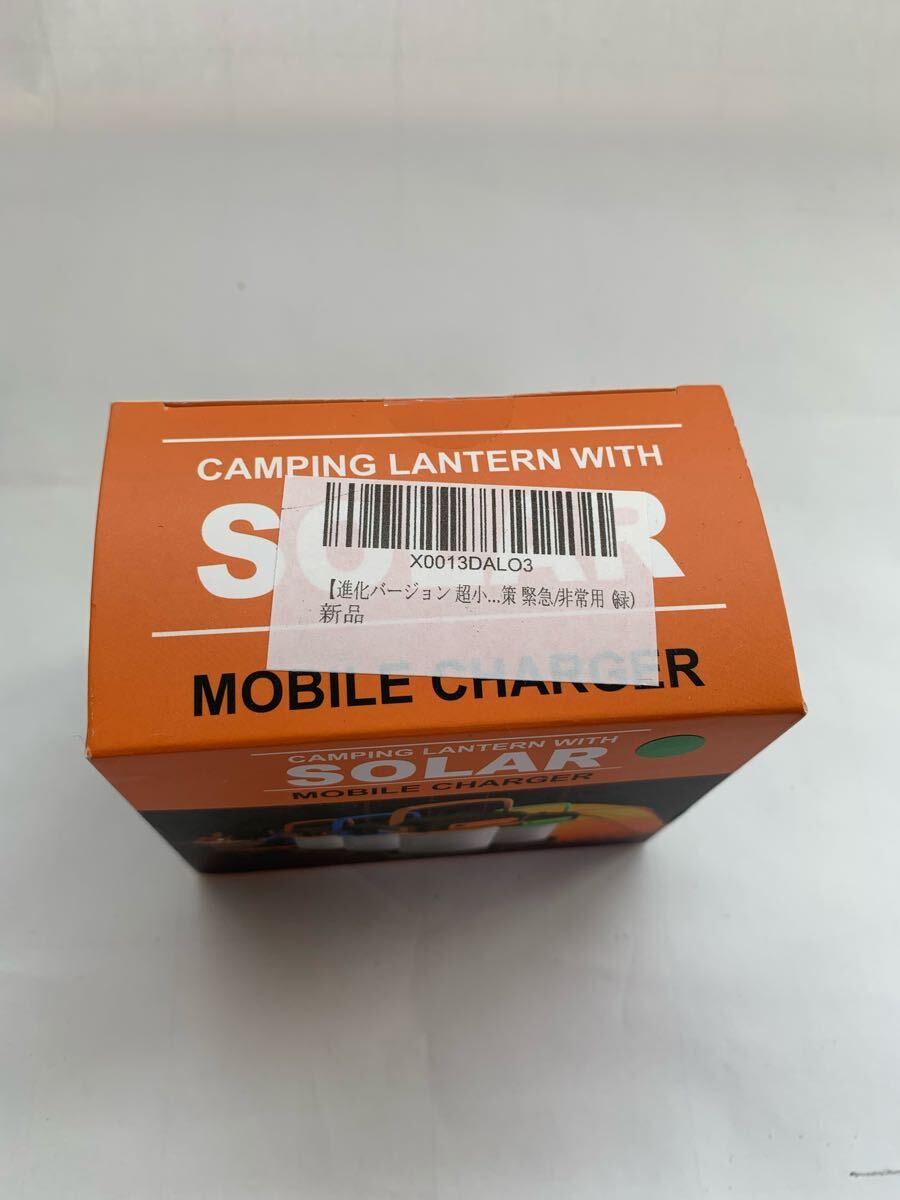 CAMPING LANTERN WITH
SOLAR
X0013DALO3
【進化バージョン 超小...策 緊急/非常用 (緑)
新品
MOBILE CHARGER
CAMPING LANTERN WITH
SOLAR
MOBILE CHARGER